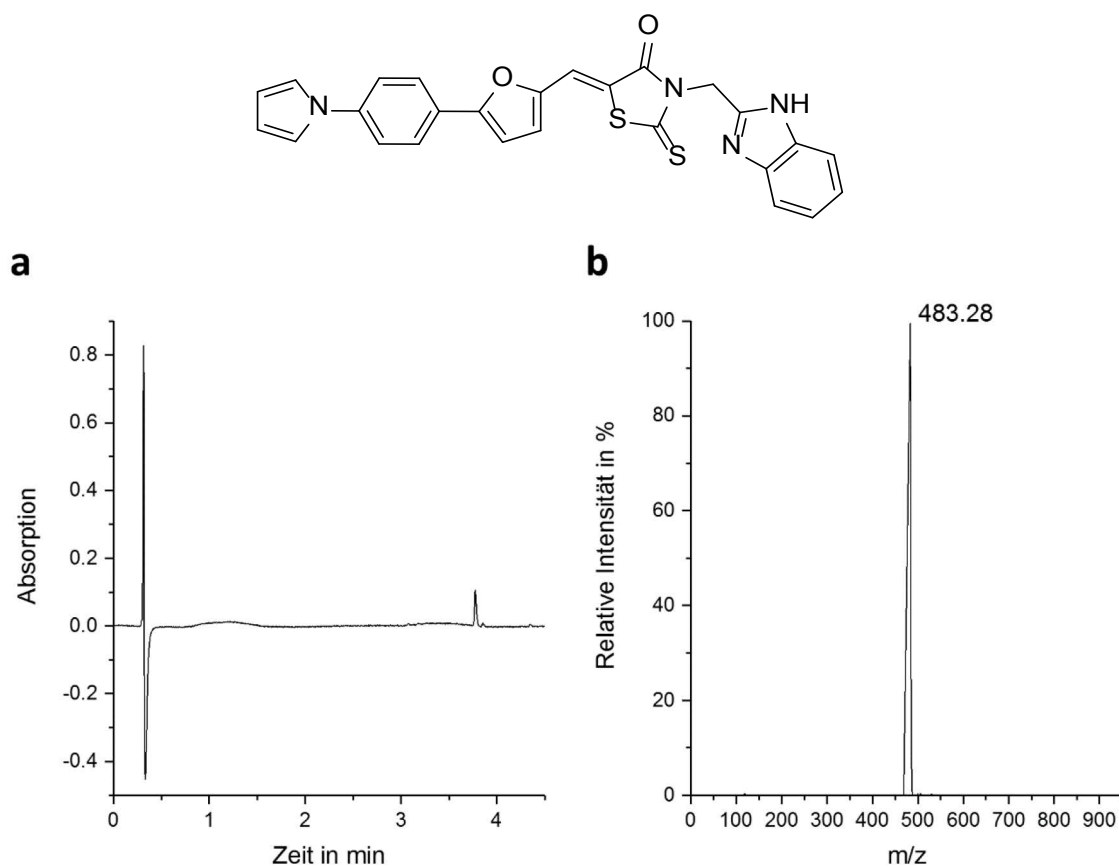 O
N
O
N
NH
S
S
N
a
b
483.28
100
0.8
80
0.6
60
0.4
0.2
40
0.0
20
-0.2
-0.4
0
0 1 2 3 4
0 100 200 300 400 500 600 700 800 900
Absorption
Relative Intensität in %
Zeit in min
m/z